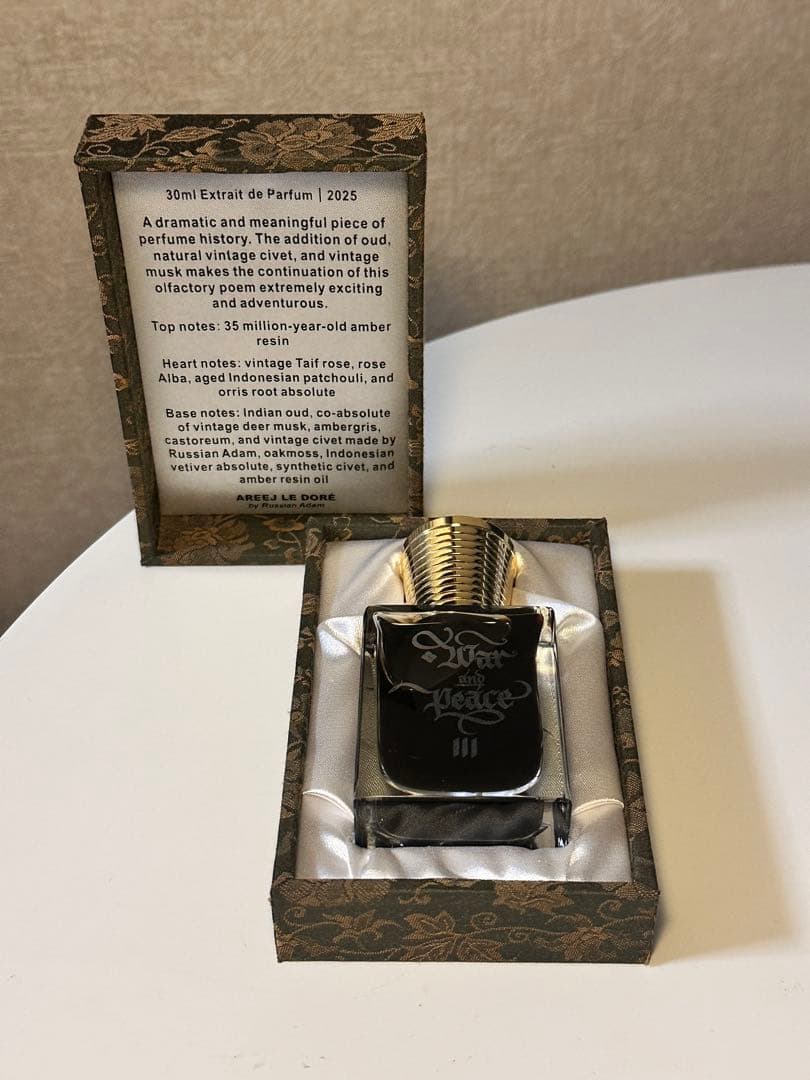 30ml Extrait de Parfum | 2025
A dramatic and meaningful piece of
perfume history. The addition of oud,
natural vintage civet, and vintage
musk makes the continuation of this
olfactory poem extremely exciting
and adventurous.
Top notes: 35 million-year-old amber
resin
Heart notes: vintage Taif rose, rose
Alba, aged Indonesian patchouli, and
orris root absolute
Base notes: Indian oud, co-absolute
of vintage deer musk, ambergris,
castoreum, and vintage civet made by
Russian Adam, oakmoss, Indonesian
vetiver absolute, synthetic civet, and
amber resin oil
AREEJ LE DORÉ
by Russian Adam
War
and
Peace
III